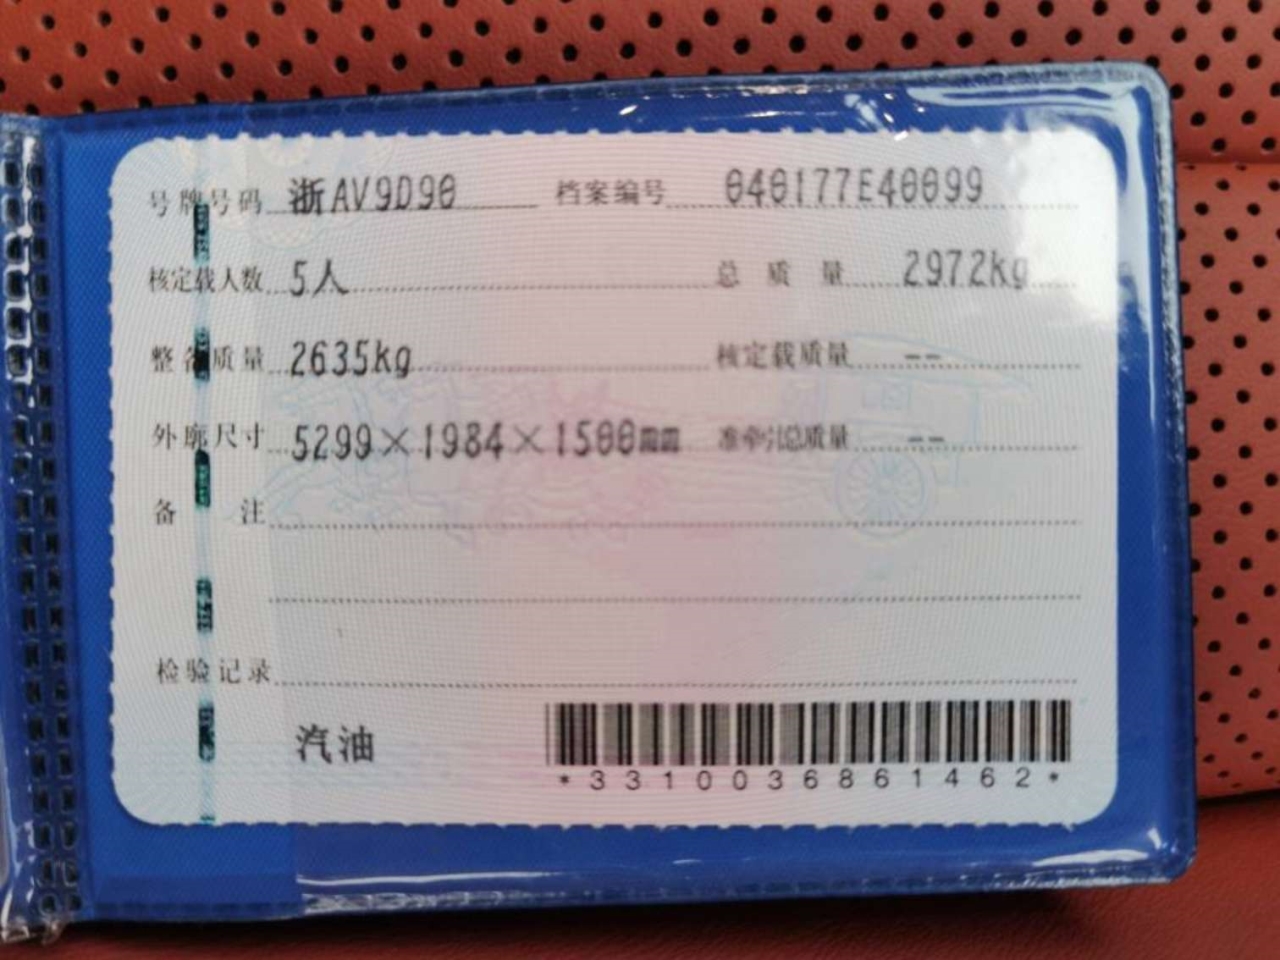 号牌号码 浙AV9D90 档案编号 040177E40099
核定载人数 5人 总质量 2972kg
整备质量 2635kg 核定载质量 --
外廓尺寸 5299×1984×1500mm 准牵引总质量 --
备注
检验记录
汽油
*3310036861462*